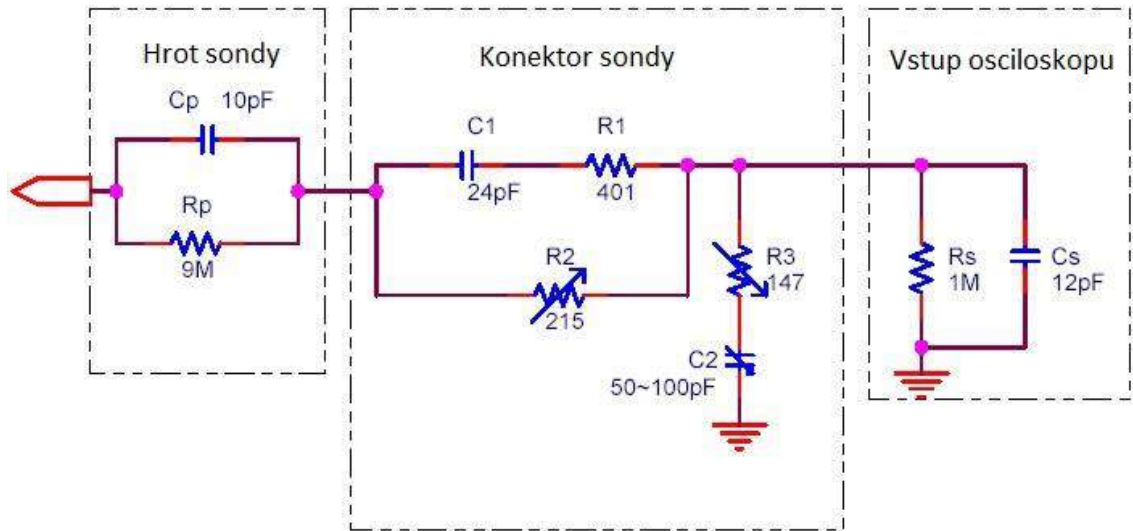 Hrot sondy
Cp 10pF
Rp
9M
Konektor sondy
C1
24pF
R1
401
R2
215
R3
147
C2
50~100pF
Vstup osciloskopu
Rs
1M
Cs
12pF